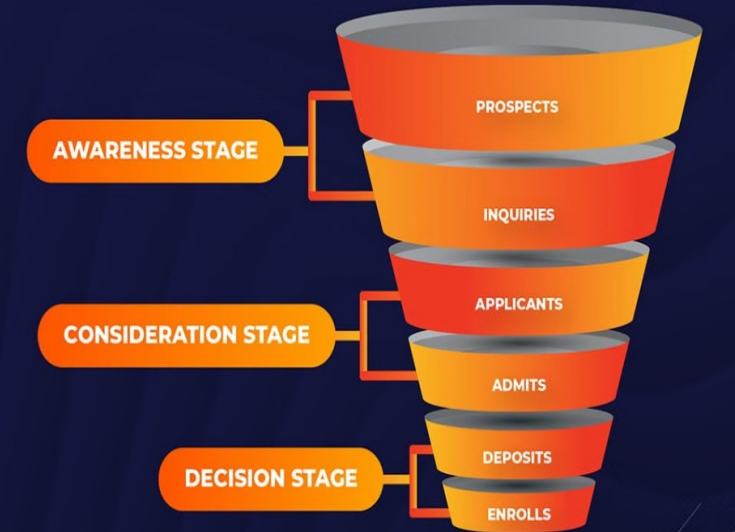 PROSPECTS
AWARENESS STAGE
INQUIRIES
APPLICANTS
CONSIDERATION STAGE
ADMITS
DEPOSITS
DECISION STAGE
ENROLLS